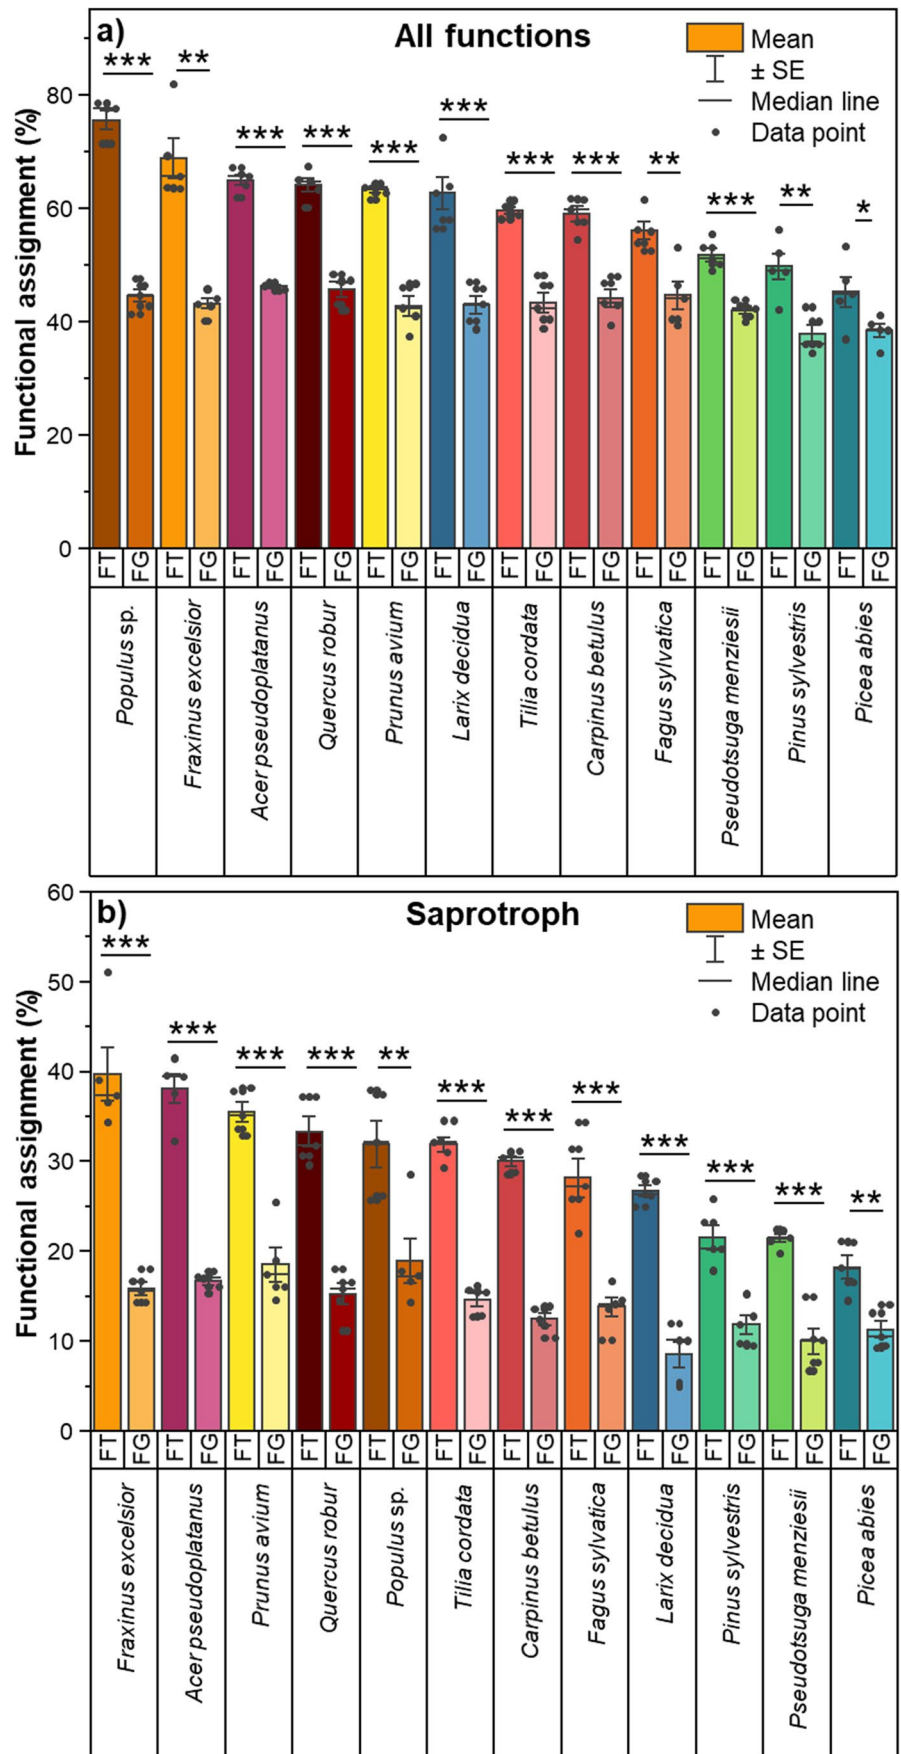 a)
All functions
Mean
± SE
Median line
Data point
Functional assignment (%)
80
60
40
20
0
***
**
***
***
***
***
***
***
**
***
**
*
FT FG FT FG FT FG FT FG FT FG FT FG FT FG FT FG FT FG FT FG FT FG FT FG
Populus sp.
Fraxinus excelsior
Acer pseudoplatanus
Quercus robur
Prunus avium
Larix decidua
Tilia cordata
Carpinus betulus
Fagus sylvatica
Pseudotsuga menziesii
Pinus sylvestris
Picea abies
b)
Saprotroph
Mean
± SE
Median line
Data point
Functional assignment (%)
60
50
40
30
20
10
0
***
***
***
***
**
***
***
***
***
***
***
**
FT FG FT FG FT FG FT FG FT FG FT FG FT FG FT FG FT FG FT FG FT FG FT FG
Fraxinus excelsior
Acer pseudoplatanus
Prunus avium
Quercus robur
Populus sp.
Tilia cordata
Carpinus betulus
Fagus sylvatica
Larix decidua
Pinus sylvestris
Pseudotsuga menziesii
Picea abies